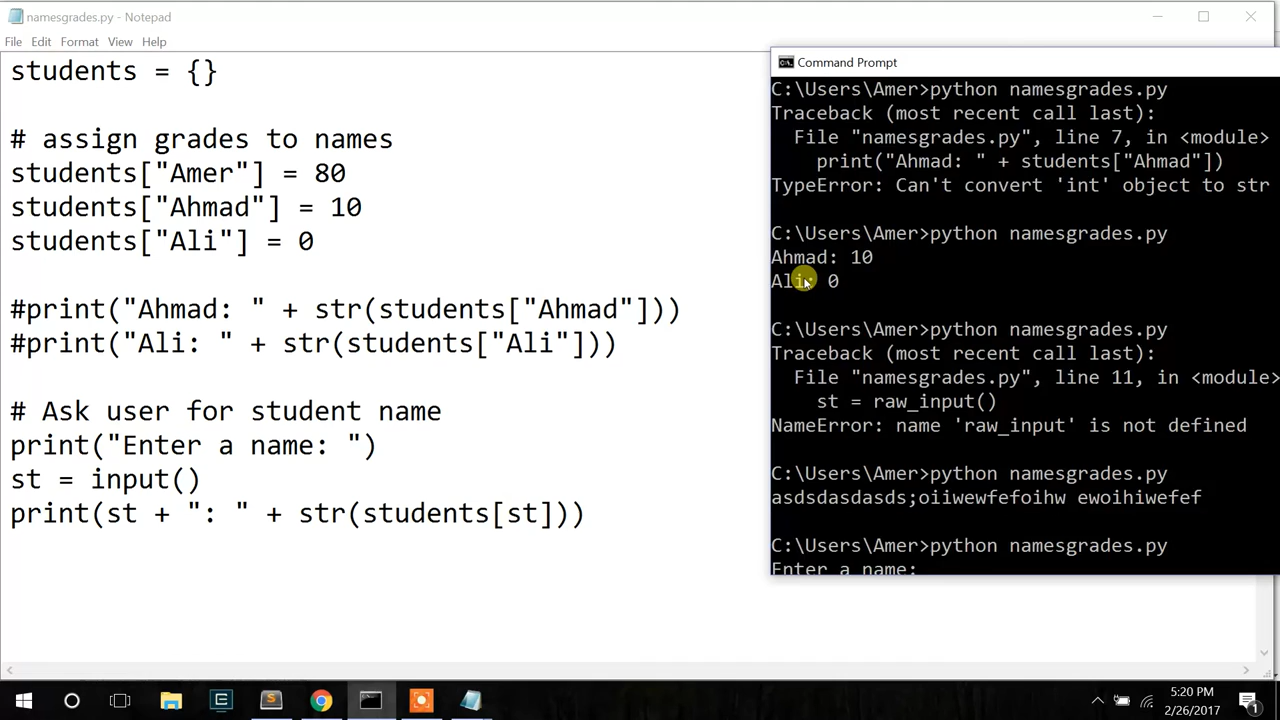 namesgrades.py - Notepad
File Edit Format View Help
students = {}
# assign grades to names
students["Amer"] = 80
students["Ahmad"] = 10
students["Ali"] = 0
#print("Ahmad: " + str(students["Ahmad"]))
#print("Ali: " + str(students["Ali"]))
# Ask user for student name
print("Enter a name: ")
st = input()
print(st + ": " + str(students[st]))
Command Prompt
C:\Users\Amer>python namesgrades.py
Traceback (most recent call last):
File "namesgrades.py", line 7, in <module>
print("Ahmad: " + students["Ahmad"])
TypeError: Can't convert 'int' object to str
C:\Users\Amer>python namesgrades.py
Ahmad: 10
Ali: 0
C:\Users\Amer>python namesgrades.py
Traceback (most recent call last):
File "namesgrades.py", line 11, in <module>
st = raw_input()
NameError: name 'raw_input' is not defined
C:\Users\Amer>python namesgrades.py
asdsdasdasds;oiiwewfefoihw ewoihiwefef
C:\Users\Amer>python namesgrades.py
Enter a name:
5:20 PM
2/26/2017